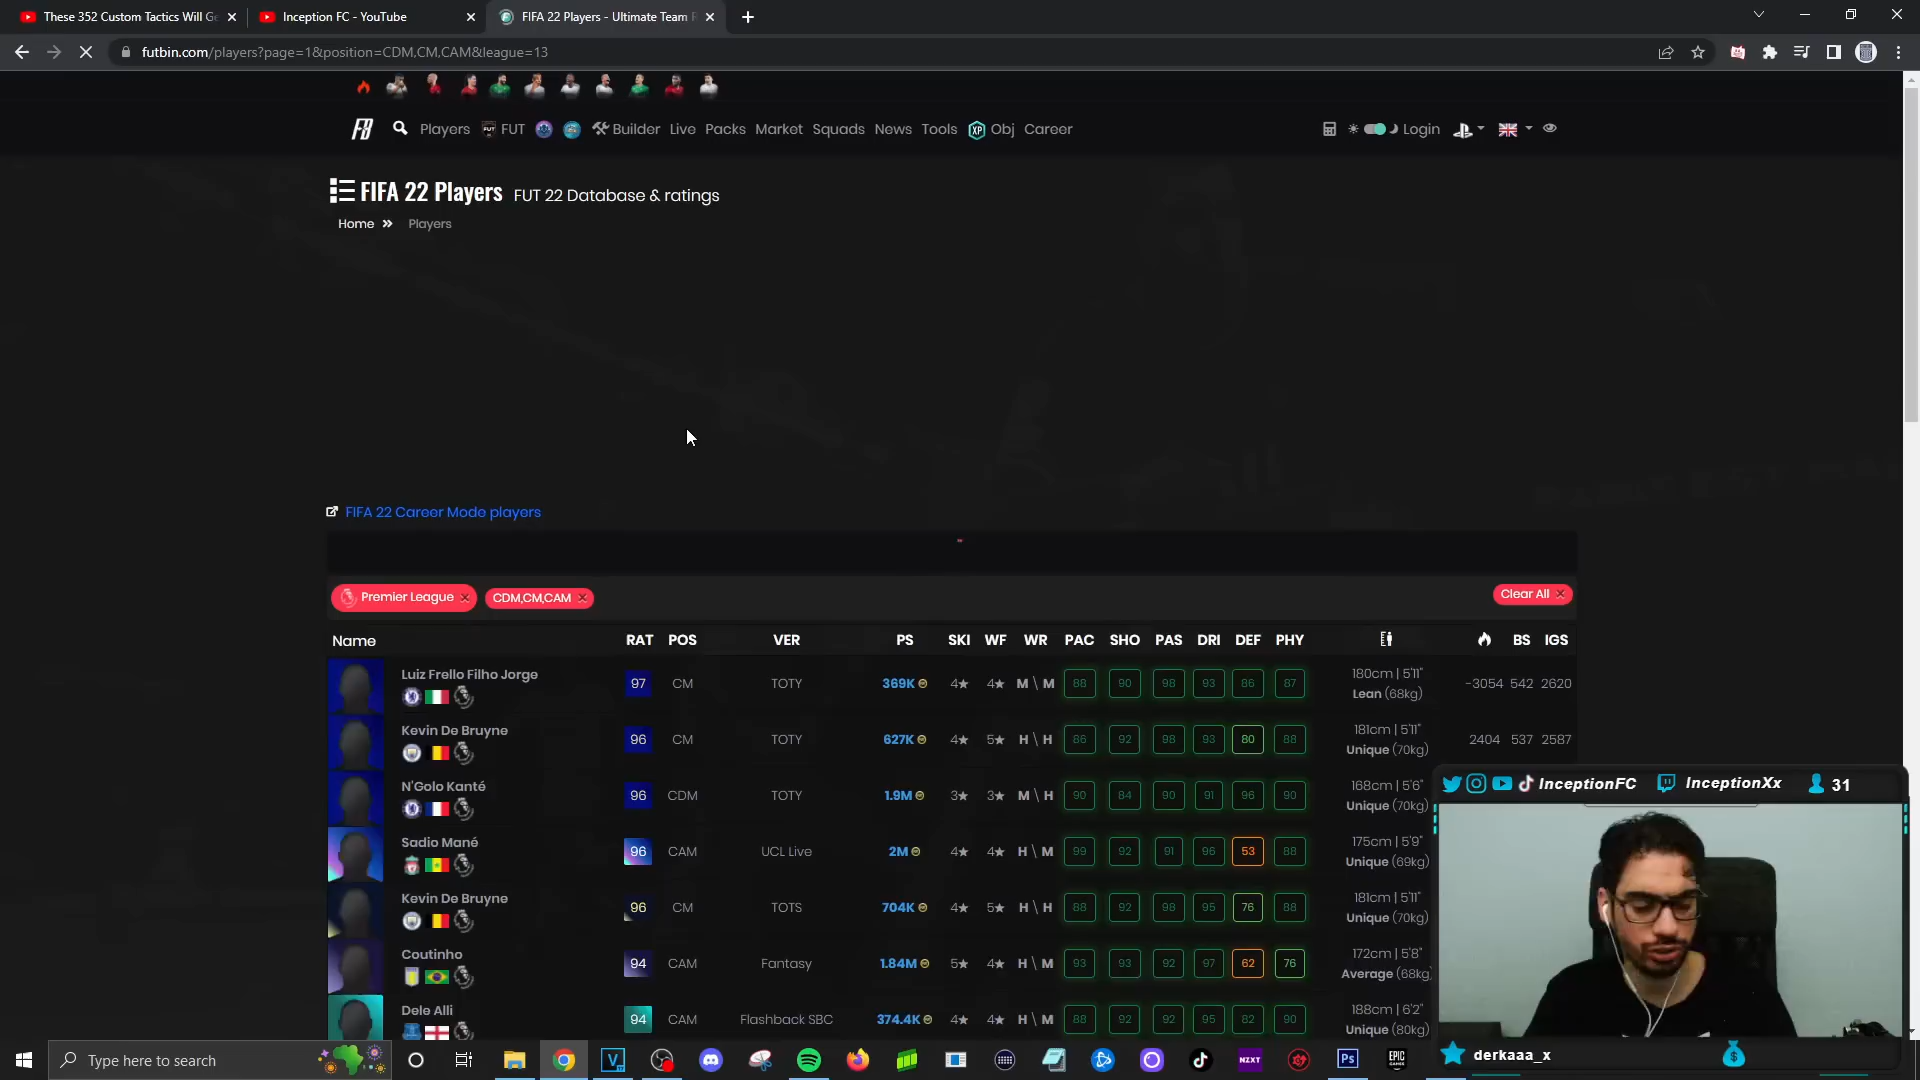 These 352 Custom Tactics Will Ge
Inception FC - YouTube
FIFA 22 Players - Ultimate Team
futbin.com/players?page=1&position=CDM,CM,CAM&league=13
FB Players FUT Builder Live Packs Market Squads News Tools XP Obj Career Login
FIFA 22 Players FUT 22 Database & ratings
Home » Players
FIFA 22 Career Mode players
Premier League × CDM,CM,CAM × Clear All ×
Name RAT POS VER PS SKI WF WR PAC SHO PAS DRI DEF PHY BS IGS
Luiz Frello Filho Jorge
97 CM TOTY 369K 4★ 4★ M \ M 88 90 98 93 86 87 180cm | 5'11" -3054 542 2620
Lean (68kg)
Kevin De Bruyne
96 CM TOTY 627K 4★ 5★ H \ H 86 92 98 93 80 88 181cm | 5'11" 2404 537 2587
Unique (70kg)
N'Golo Kanté
96 CDM TOTY 1.9M 3★ 3★ M \ H 90 84 90 91 96 90 168cm | 5'6"
Unique (70kg)
Sadio Mané
96 CAM UCL Live 2M 4★ 4★ H \ M 99 92 91 96 53 88 175cm | 5'9"
Unique (69kg)
Kevin De Bruyne
96 CM TOTS 704K 4★ 5★ H \ H 88 92 98 95 76 88 181cm | 5'11"
Unique (70kg)
Coutinho
94 CAM Fantasy 1.84M 5★ 4★ H \ M 93 93 92 97 62 76 172cm | 5'8"
Average (68kg
Dele Alli
94 CAM Flashback SBC 374.4K 4★ 4★ H \ M 88 92 92 95 82 90 188cm | 6'2"
Unique (80kg)
InceptionFC InceptionXx 31
derkaaa_x
Type here to search
V
NZXT
Ps
EPIC